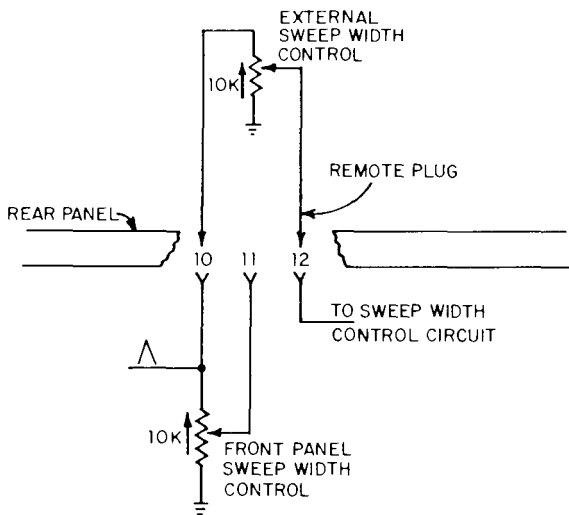 EXTERNAL
SWEEP WIDTH
CONTROL
10K
REMOTE PLUG
REAR PANEL
10 11 12
TO SWEEP WIDTH
CONTROL CIRCUIT
10K
FRONT PANEL
SWEEP WIDTH
CONTROL